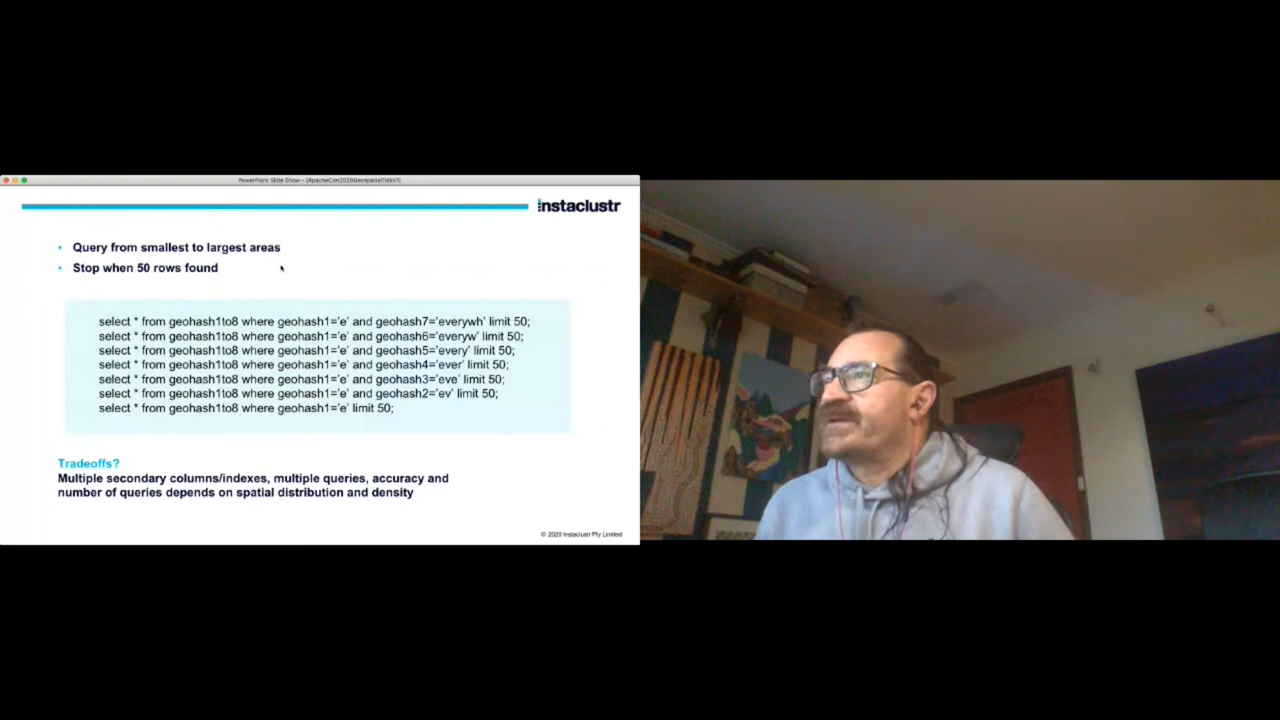 PowerPoint Slide Show - [ApacheCon2020GeospatialTalkV1]
instaclustr
• Query from smallest to largest areas
• Stop when 50 rows found
select * from geohash1to8 where geohash1='e' and geohash7='everywh' limit 50;
select * from geohash1to8 where geohash1='e' and geohash6='everyw' limit 50;
select * from geohash1to8 where geohash1='e' and geohash5='every' limit 50;
select * from geohash1to8 where geohash1='e' and geohash4='ever' limit 50;
select * from geohash1to8 where geohash1='e' and geohash3='eve' limit 50;
select * from geohash1to8 where geohash1='e' and geohash2='ev' limit 50;
select * from geohash1to8 where geohash1='e' limit 50;
Tradeoffs?
Multiple secondary columns/indexes, multiple queries, accuracy and
number of queries depends on spatial distribution and density
© 2020 Instaclustr Pty Limited